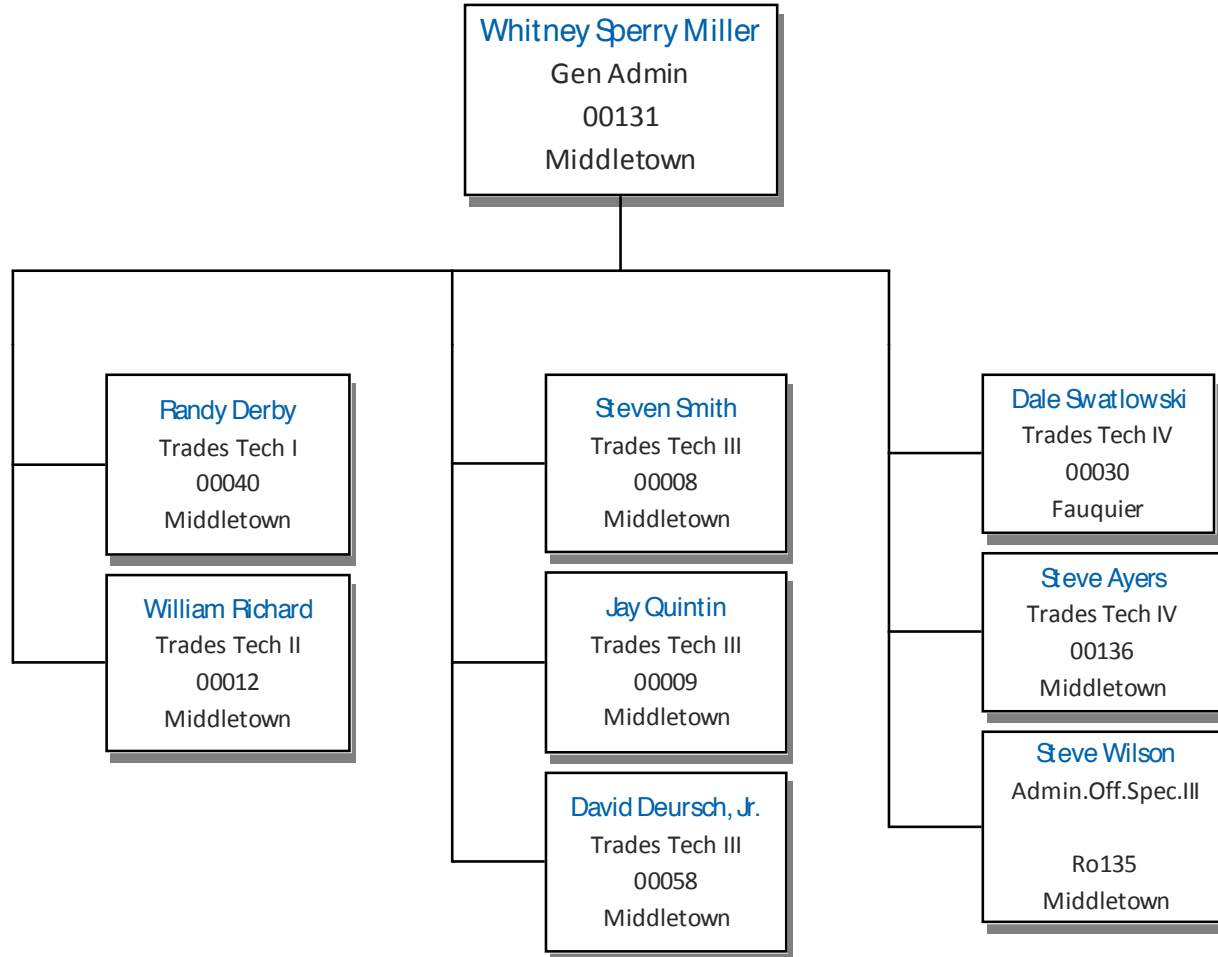 Whitney Sperry Miller
Gen Admin
00131
Middletown
Randy Derby
Trades Tech I
00040
Middletown
William Richard
Trades Tech II
00012
Middletown
Steven Smith
Trades Tech III
00008
Middletown
Jay Quintin
Trades Tech III
00009
Middletown
David Deursch, Jr.
Trades Tech III
00058
Middletown
Dale Swatlowski
Trades Tech IV
00030
Fauquier
Steve Ayers
Trades Tech IV
00136
Middletown
Steve Wilson
Admin.Off.Spec.III
Ro135
Middletown